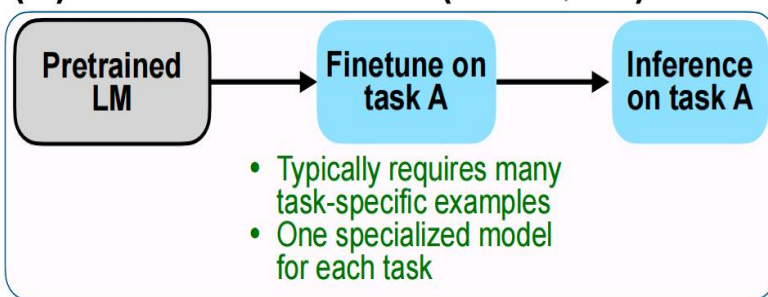 Pretrained
LM
Finetune on
task A
Inference
on task A
• Typically requires many
task-specific examples
• One specialized model
for each task